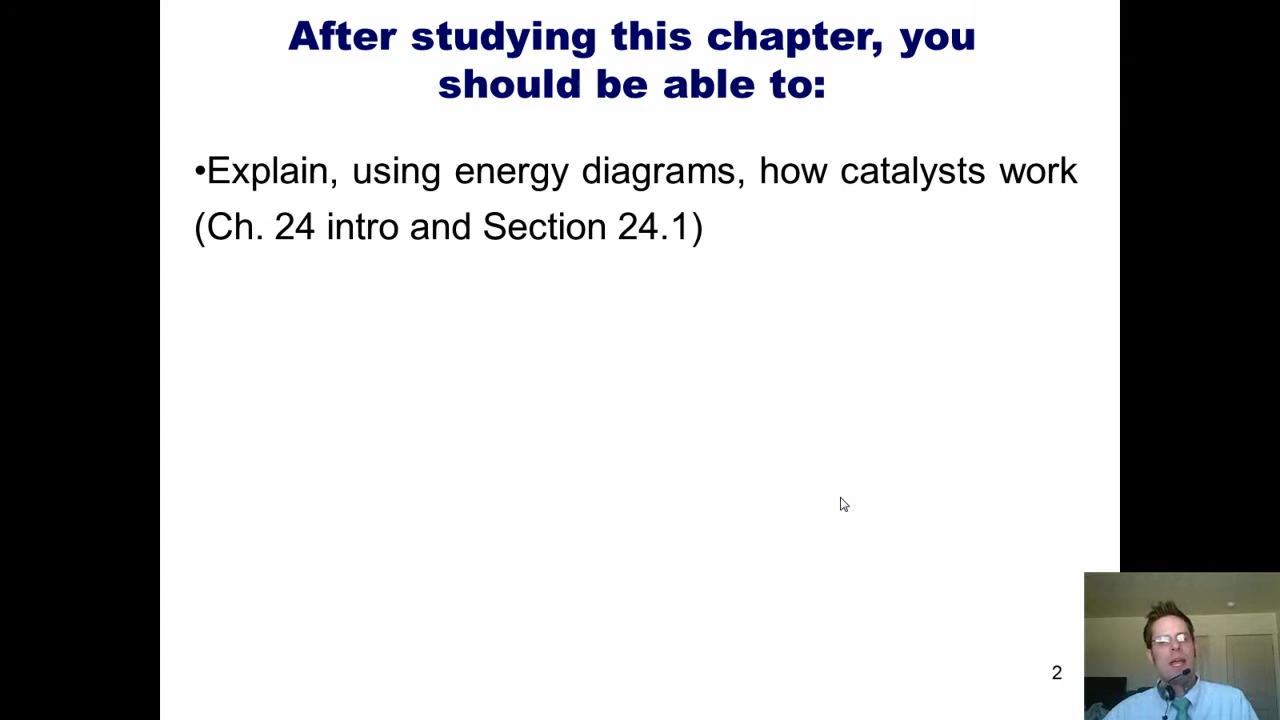 After studying this chapter, you
should be able to:
•Explain, using energy diagrams, how catalysts work
(Ch. 24 intro and Section 24.1)
2